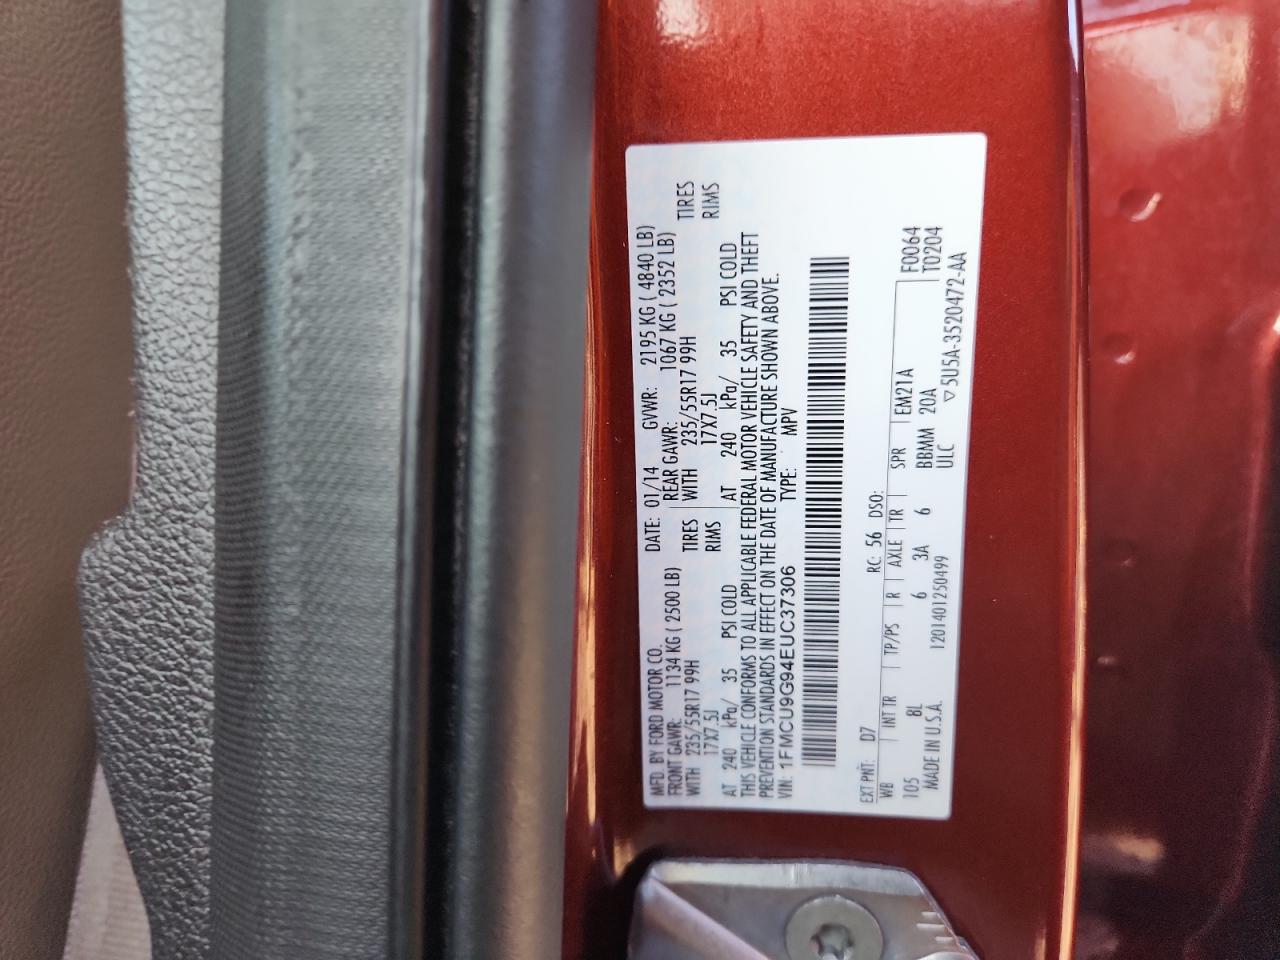 MFD. BY FORD MOTOR CO.
DATE: 01/14 GVWR: 2195 KG ( 4840 LB)
FRONT GAWR: 1134 KG ( 2500 LB) REAR GAWR: 1067 KG ( 2352 LB)
WITH 235/55R17 99H TIRES WITH 235/55R17 99H TIRES
17X7.5J RIMS 17X7.5J RIMS
AT 240 kPa/ 35 PSI COLD AT 240 kPa/ 35 PSI COLD
THIS VEHICLE CONFORMS TO ALL APPLICABLE FEDERAL MOTOR VEHICLE SAFETY AND THEFT
PREVENTION STANDARDS IN EFFECT ON THE DATE OF MANUFACTURE SHOWN ABOVE.
VIN: 1FMCU9G94EUC37306 TYPE: MPV
EXT PNT: D7 RC: 56 DSO:
WB INT TR TP/PS R AXLE TR SPR EM21A F0064
105 8L 6 3A 6 BBMM 20A T0204
MADE IN U.S.A. 1201401250499 ULC ▽5U5A-3520472-AA